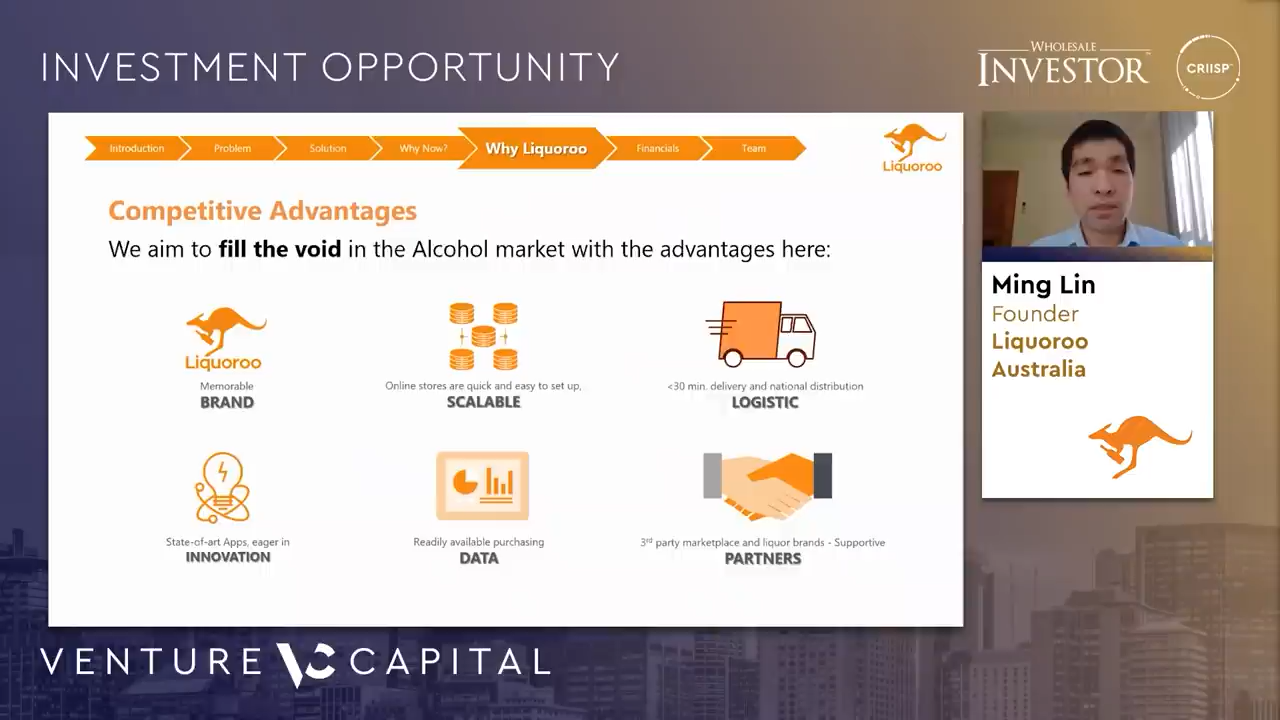 INVESTMENT OPPORTUNITY
WHOLESALE
INVESTOR
CRIISP
Introduction
Problem
Solution
Why Now?
Why Liquoroo
Financials
Team
Liquoroo
Competitive Advantages
We aim to fill the void in the Alcohol market with the advantages here:
Liquoroo
Memorable
BRAND
Online stores are quick and easy to set up,
SCALABLE
<30 min. delivery and national distribution
LOGISTIC
State-of-art Apps, eager in
INNOVATION
Readily available purchasing
DATA
3rd party marketplace and liquor brands - Supportive
PARTNERS
Ming Lin
Founder
Liquoroo
Australia
VENTURE VC CAPITAL